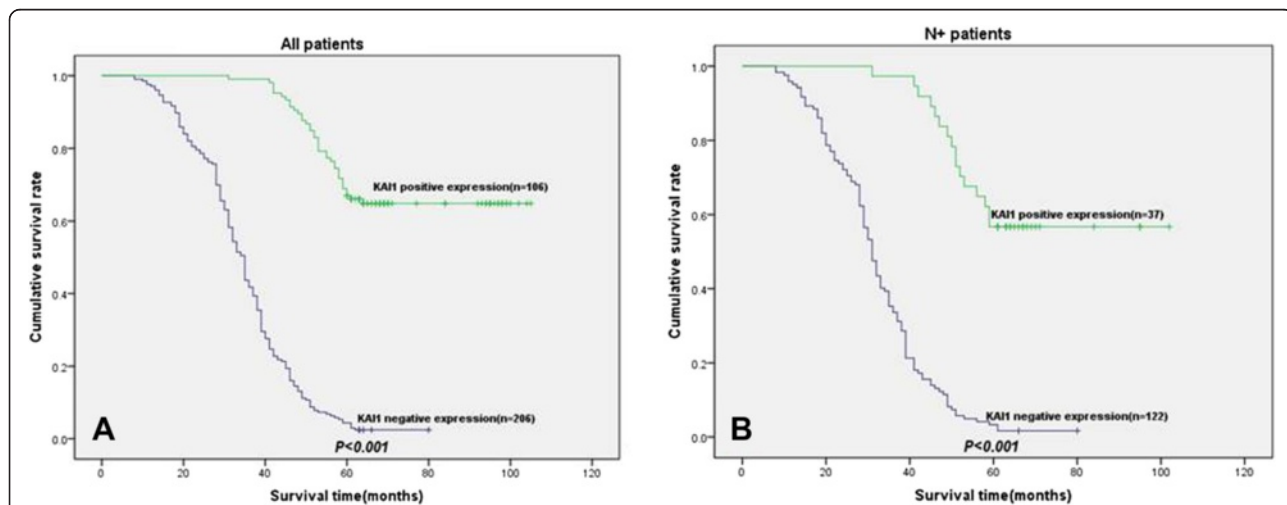 All patients
Cumulative survival rate
1.0
0.8
0.6
0.4
0.2
0.0
KAI1 positive expression(n=106)
KAI1 negative expression(n=206)
A
P<0.001
0 20 40 60 80 100 120
Survival time(months)
N+ patients
Cumulative survival rate
1.0
0.8
0.6
0.4
0.2
0.0
KAI1 positive expression(n=37)
KAI1 negative expression(n=122)
B
P<0.001
0 20 40 60 80 100 120
Survival time(months)